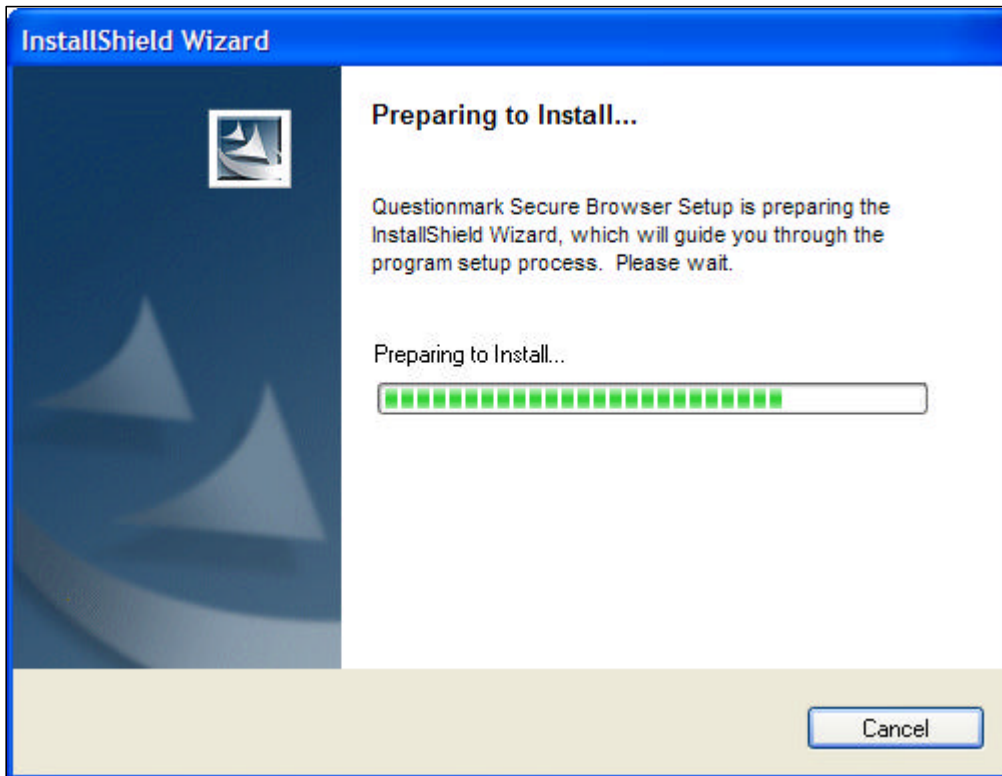 InstallShield Wizard
Preparing to Install...
Questionmark Secure Browser Setup is preparing the
InstallShield Wizard, which will guide you through the
program setup process.  Please wait.
Preparing to Install...
Cancel